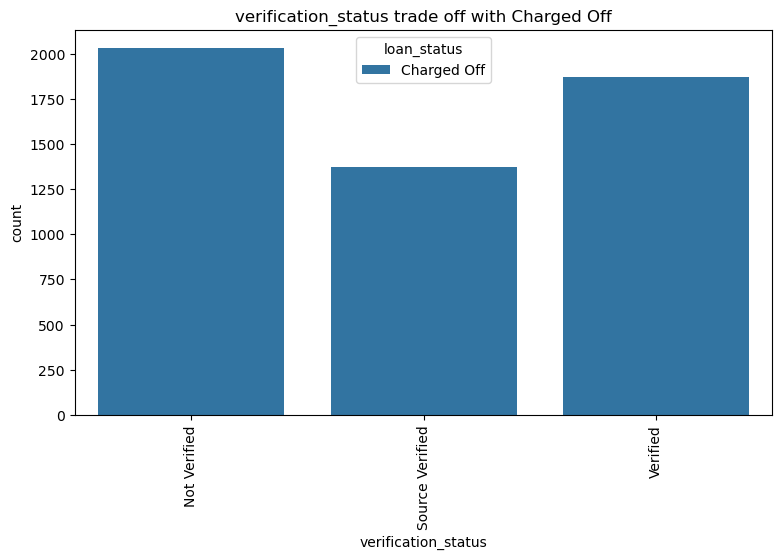 verification_status trade off with Charged Off
loan_status
Charged Off
count
2000
1750
1500
1250
1000
750
500
250
0
Not Verified
Source Verified
Verified
verification_status